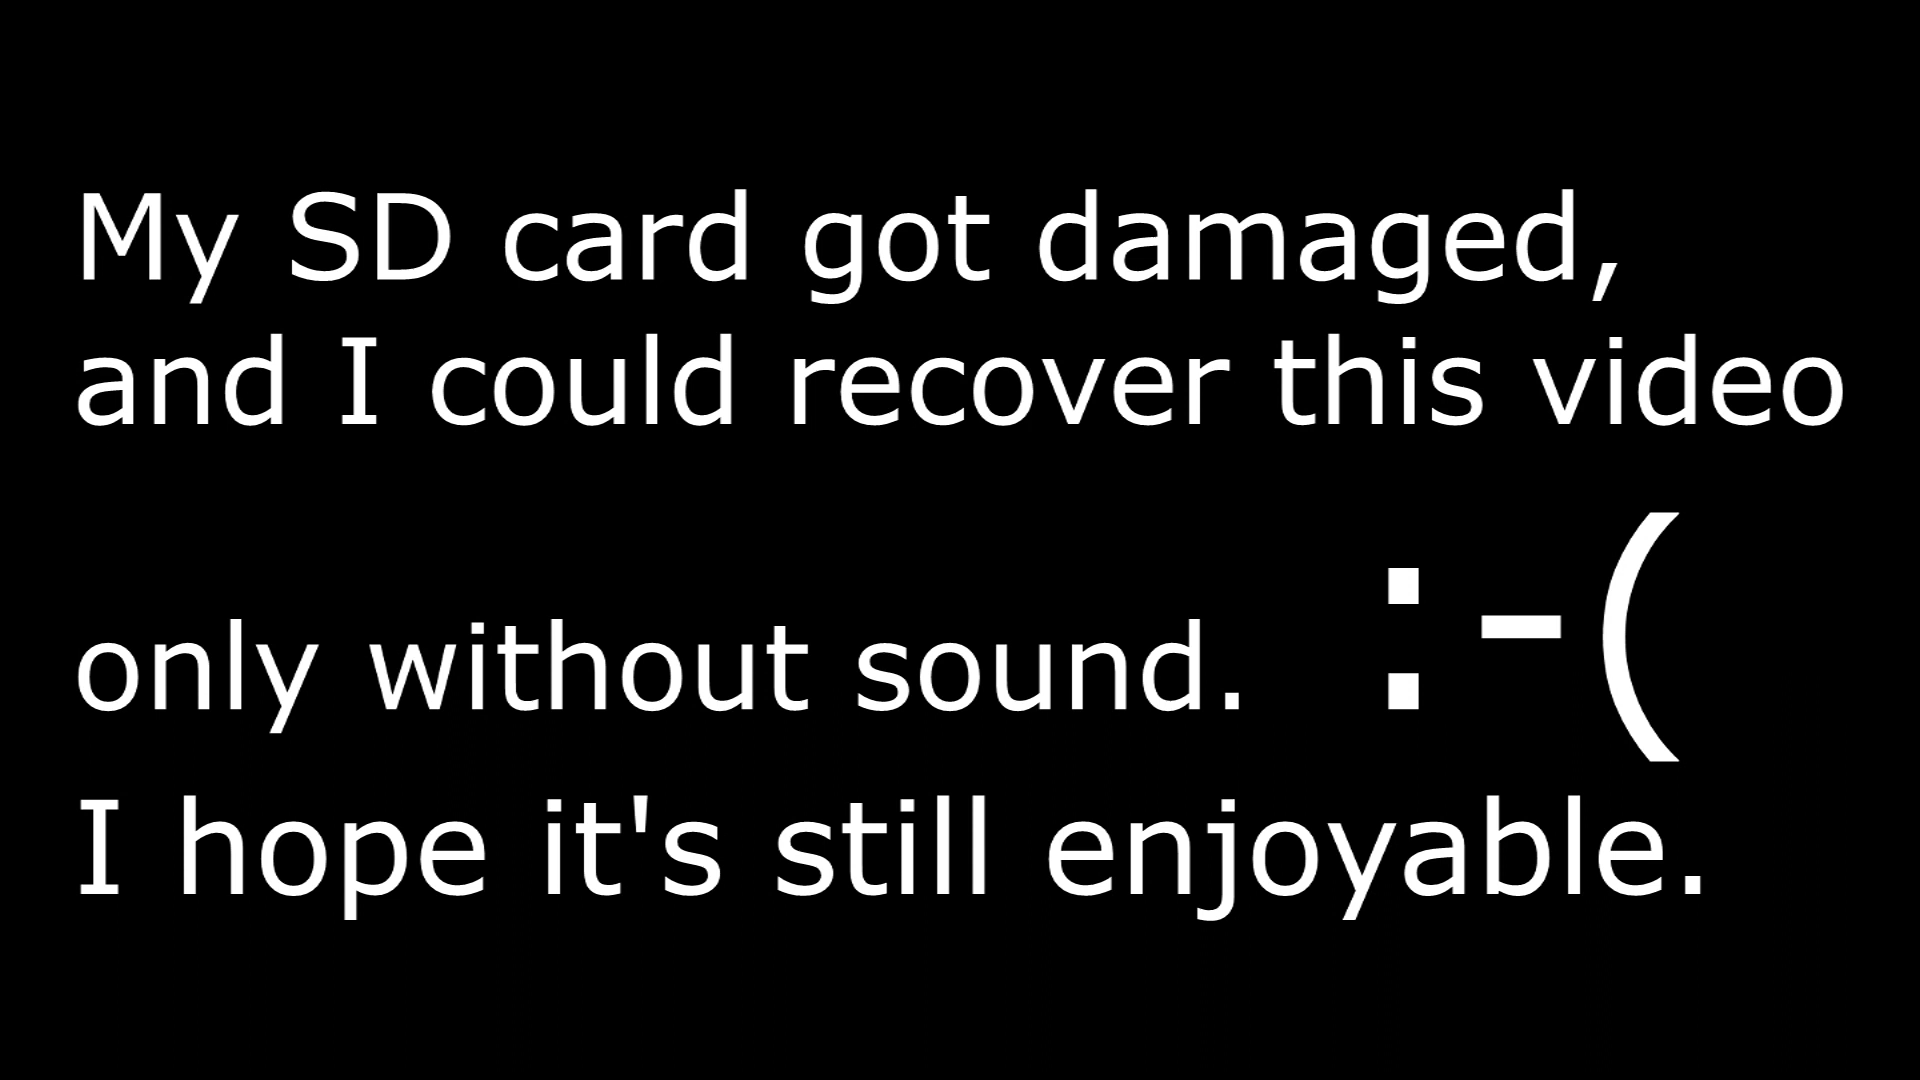 My SD card got damaged,
and I could recover this video
only without sound. :-(
I hope it's still enjoyable.